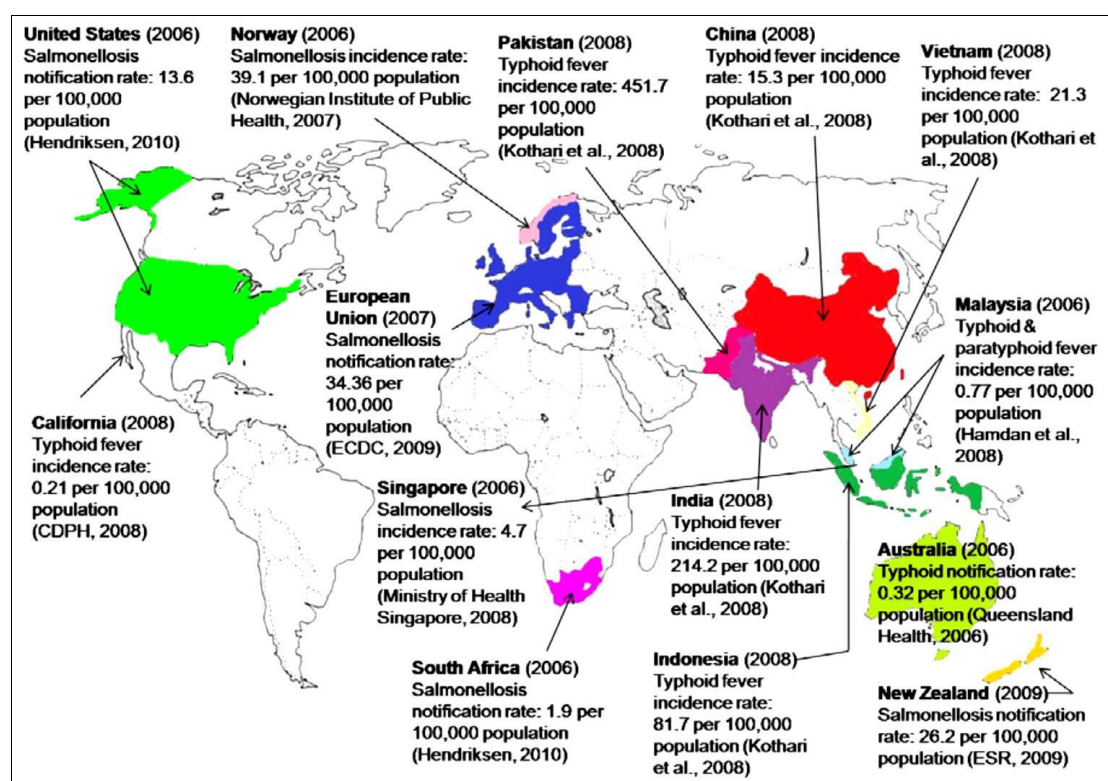 United States (2006)
Salmonellosis
notification rate: 13.6
per 100,000
population
(Hendriksen, 2010)
Norway (2006)
Salmonellosis incidence rate:
39.1 per 100,000 population
(Norwegian Institute of Public
Health, 2007)
Pakistan (2008)
Typhoid fever
incidence rate: 451.7
per 100,000
population
(Kothari et al., 2008)
China (2008)
Typhoid fever incidence
rate: 15.3 per 100,000
population
(Kothari et al., 2008)
Vietnam (2008)
Typhoid fever
incidence rate: 21.3
per 100,000
population (Kothari et
al., 2008)
European
Union (2007)
Salmonellosis
notification rate:
34.36 per
100,000
population
(ECDC, 2009)
Malaysia (2006)
Typhoid &
paratyphoid fever
incidence rate:
0.77 per 100,000
population
(Hamdan et al.,
2008)
California (2008)
Typhoid fever
incidence rate:
0.21 per 100,000
population
(CDPH, 2008)
Singapore (2006)
Salmonellosis
incidence rate: 4.7
per 100,000
population
(Ministry of Health
Singapore, 2008)
India (2008)
Typhoid fever
incidence rate:
214.2 per 100,000
population (Kothari
et al., 2008)
Australia (2006)
Typhoid notification rate:
0.32 per 100,000
population (Queensland
Health, 2006)
South Africa (2006)
Salmonellosis
notification rate: 1.9 per
100,000 population
(Hendriksen, 2010)
Indonesia (2008)
Typhoid fever
incidence rate:
81.7 per 100,000
population (Kothari
et al., 2008)
New Zealand (2009)
Salmonellosis notification
rate: 26.2 per 100,000
population (ESR, 2009)